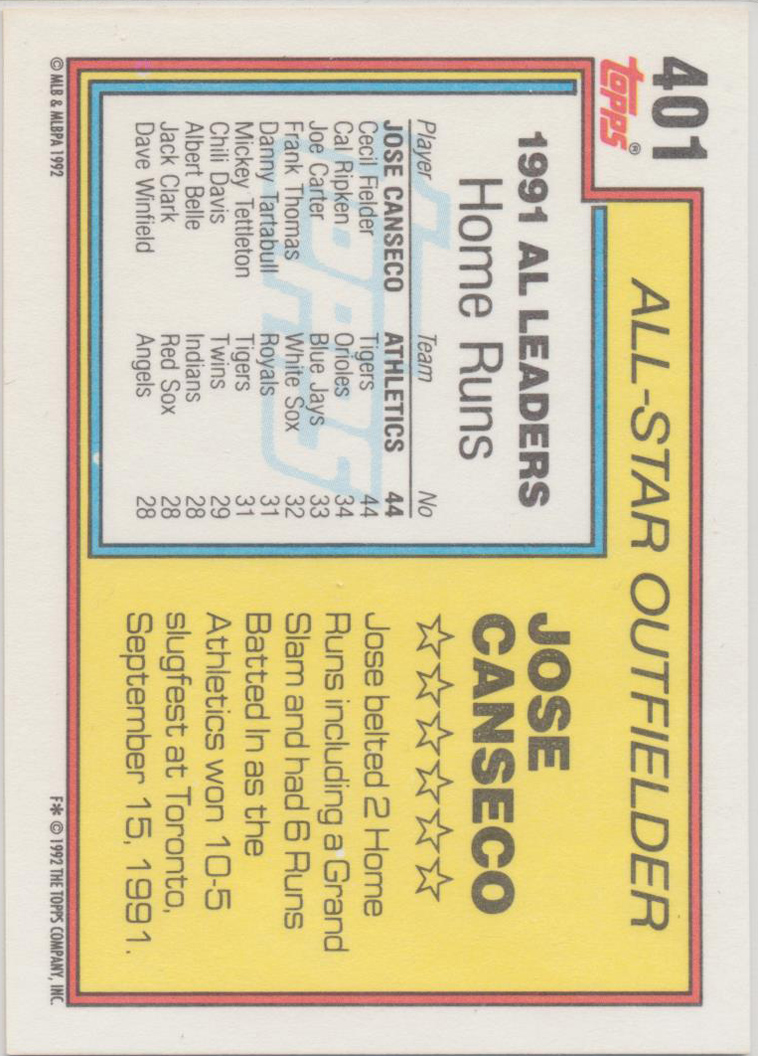 401
topps®
ALL-STAR OUTFIELDER
1991 AL LEADERS
Home Runs
Player Team No
JOSE CANSECO ATHLETICS 44
Cecil Fielder Tigers 44
Cal Ripken Orioles 34
Joe Carter Blue Jays 33
Frank Thomas White Sox 32
Danny Tartabull Royals 31
Mickey Tettleton Tigers 31
Chili Davis Twins 29
Albert Belle Indians 28
Jack Clark Red Sox 28
Dave Winfield Angels 28
TOPPS
JOSE
CANSECO
☆☆☆☆☆☆
Jose belted 2 Home
Runs including a Grand
Slam and had 6 Runs
Batted In as the
Athletics won 10-5
slugfest at Toronto,
September 15, 1991.
© MLB & MLBPA 1992
F* © 1992 THE TOPPS COMPANY, INC.